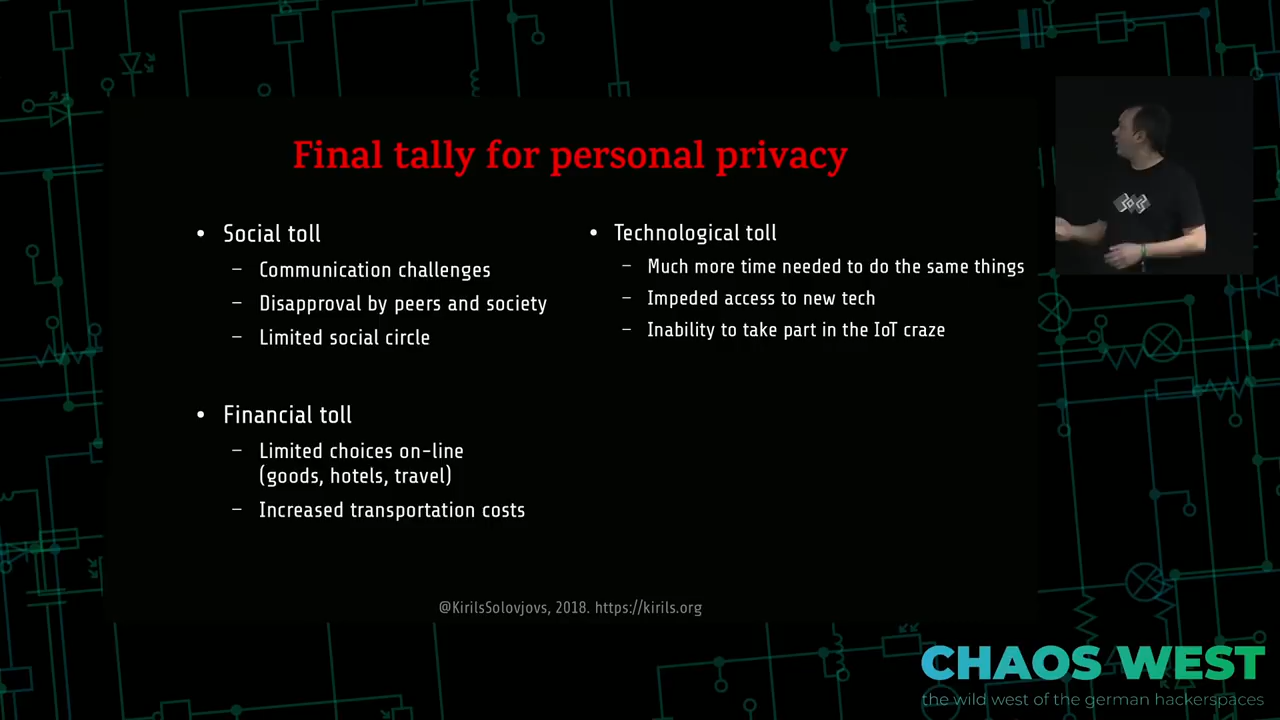 Final tally for personal privacy
• Social toll
– Communication challenges
– Disapproval by peers and society
– Limited social circle
• Financial toll
– Limited choices on-line
(goods, hotels, travel)
– Increased transportation costs
• Technological toll
– Much more time needed to do the same things
– Impeded access to new tech
– Inability to take part in the IoT craze
@KirilsSolovjovs, 2018. https://kirils.org
CHAOS WEST
the wild west of the german hackerspaces